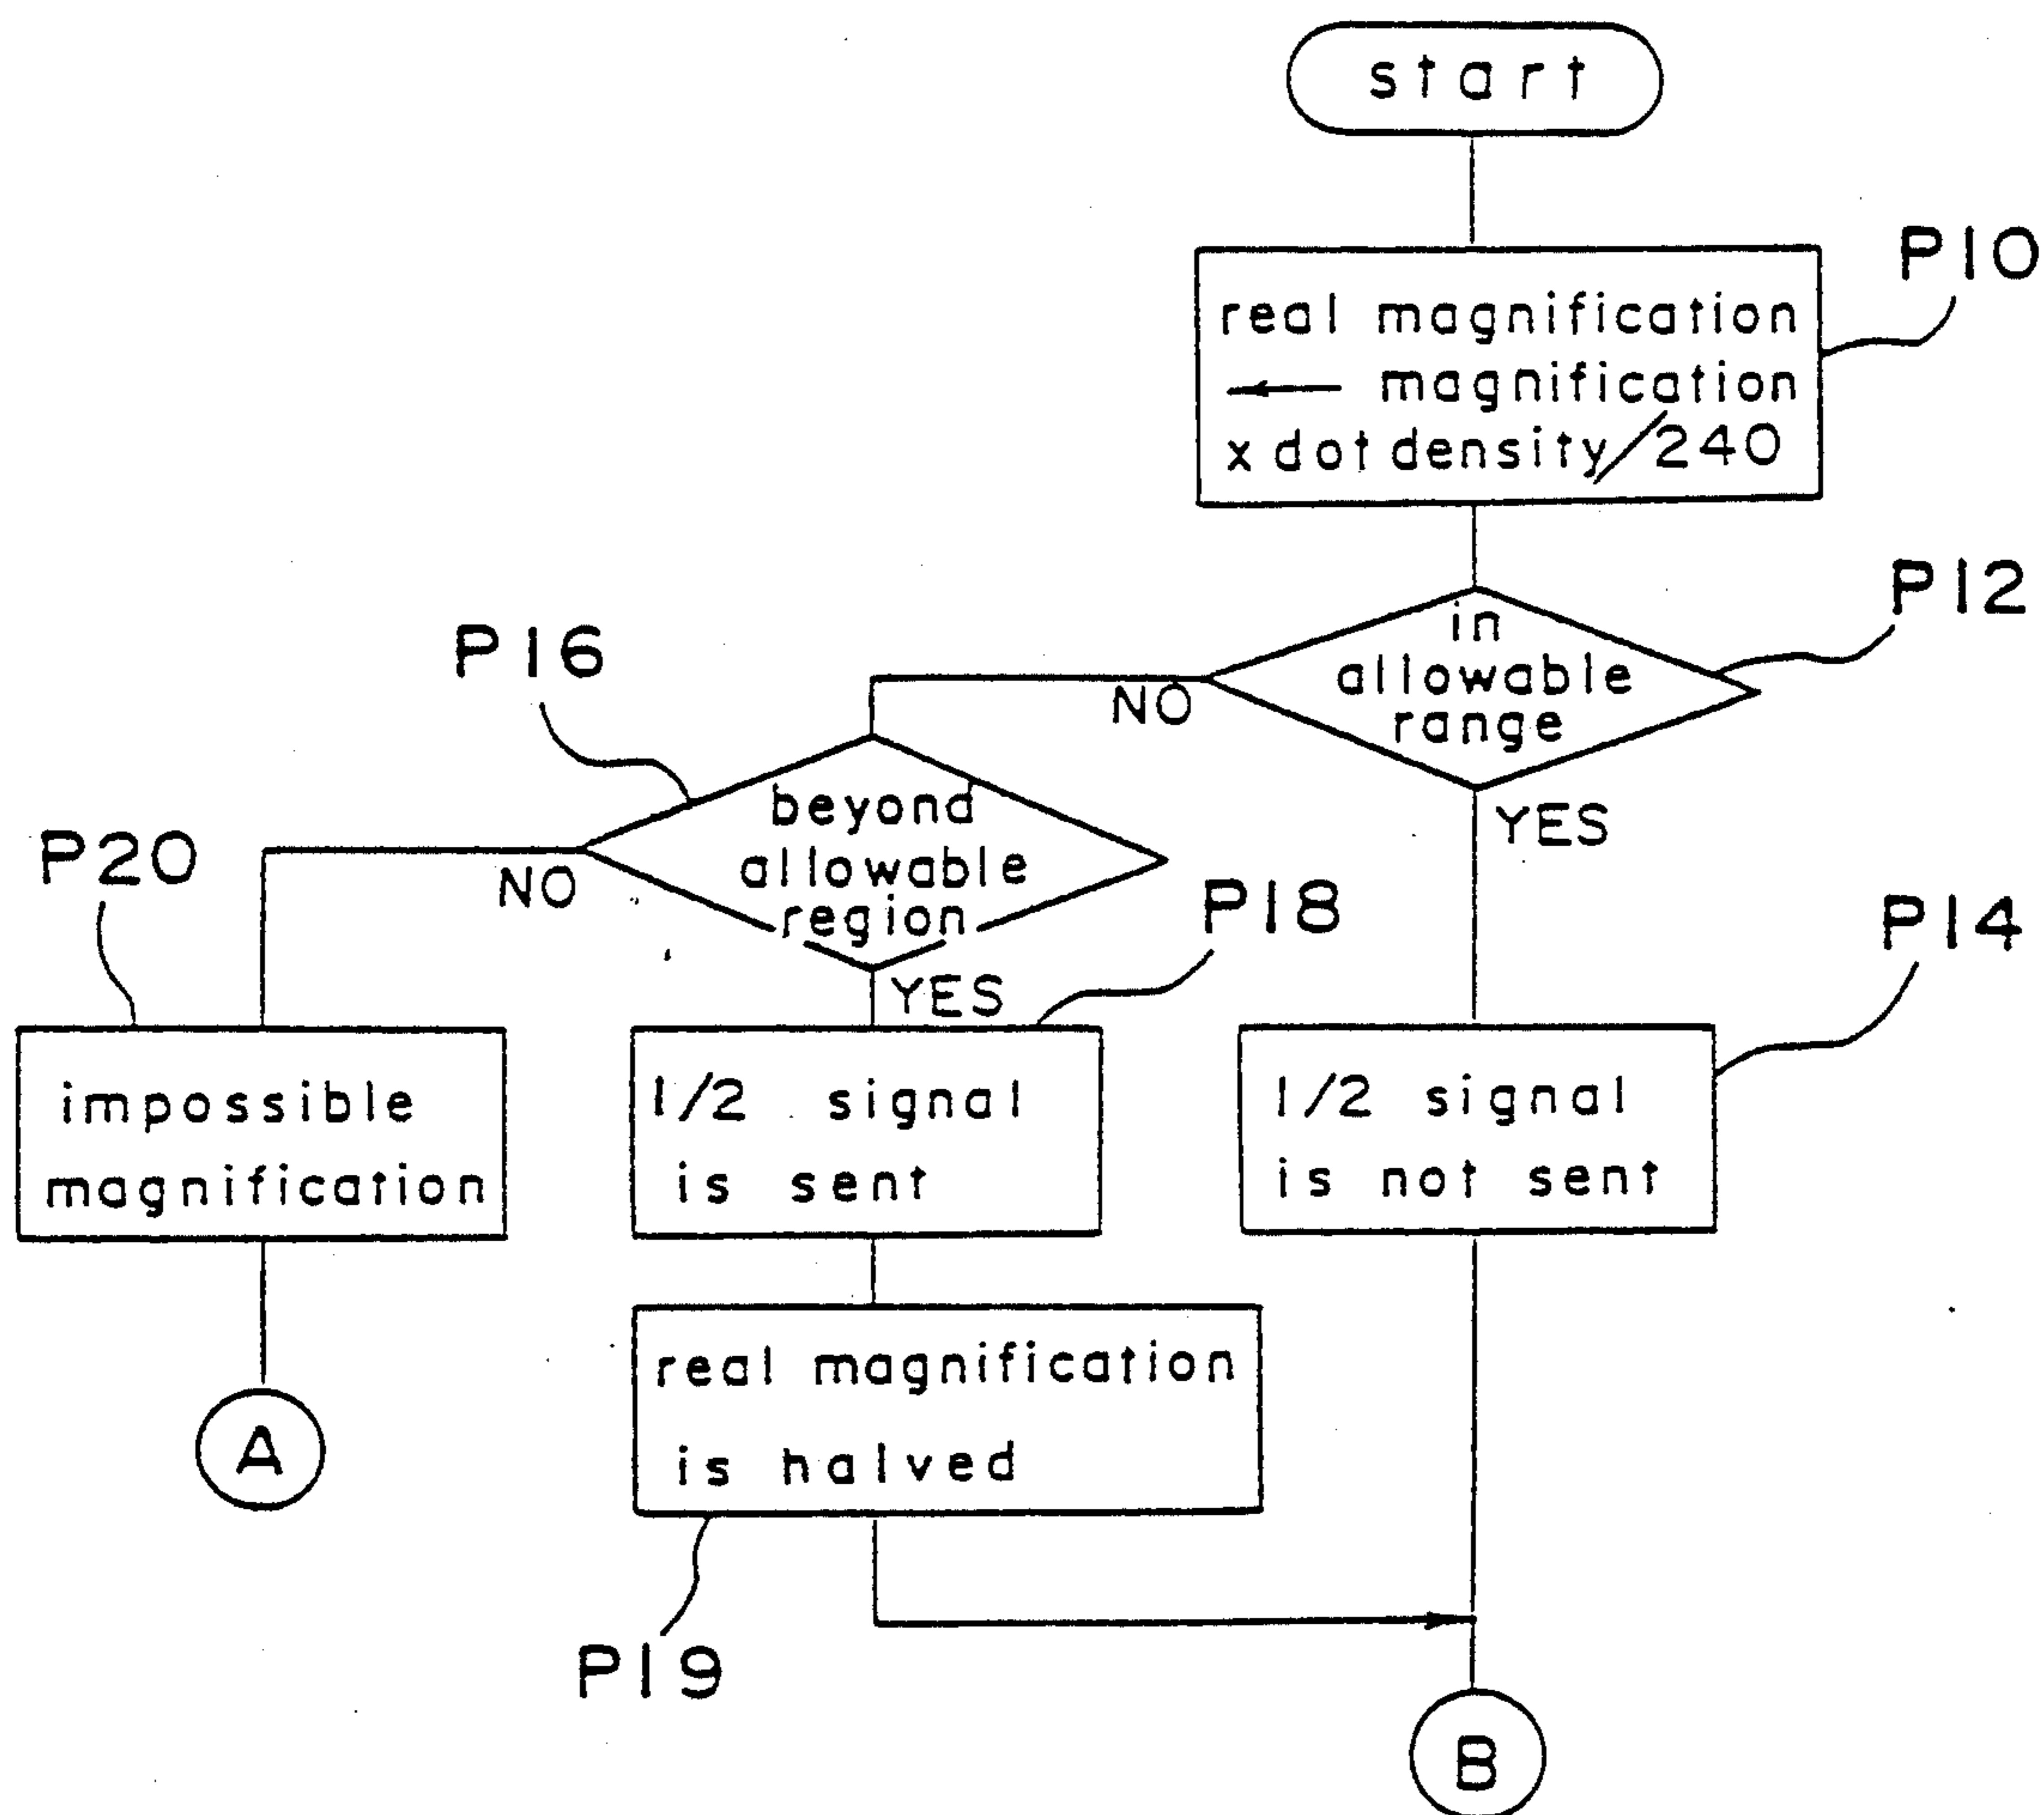 start
P10
real magnification
← magnification
x dot density/240
P12
in
allowable
range
NO
YES
P16
beyond
allowable
region
NO
YES
P20
P18
P14
impossible
magnification
1/2 signal
is sent
1/2 signal
is not sent
real magnification
is halved
A
P19
B